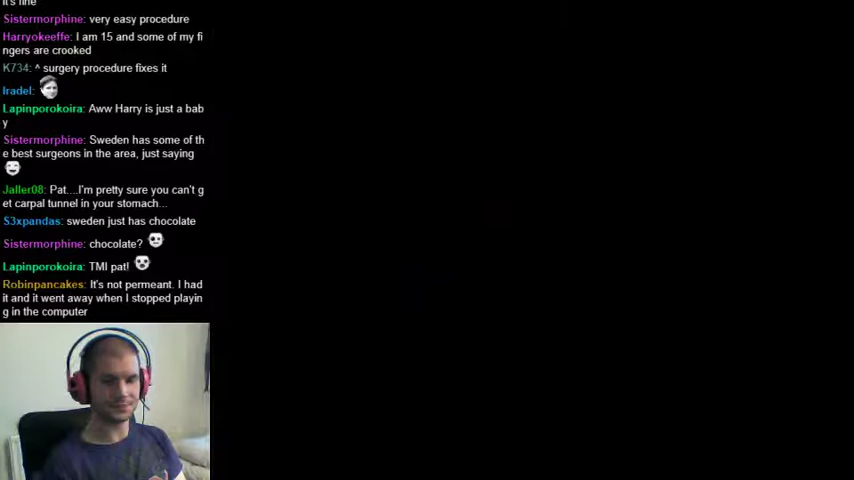 it's fine
Sistermorphine: very easy procedure
Harryokeeffe: I am 15 and some of my fi
ngers are crooked
K734: ^ surgery procedure fixes it
Iradel:
Lapinporokoira: Aww Harry is just a bab
y
Sistermorphine: Sweden has some of th
e best surgeons in the area, just saying
Jaller08: Pat....I'm pretty sure you can't g
et carpal tunnel in your stomach...
S3xpandas: sweden just has chocolate
Sistermorphine: chocolate?
Lapinporokoira: TMI pat!
Robinpancakes: It's not permeant. I had
it and it went away when I stopped playin
g in the computer